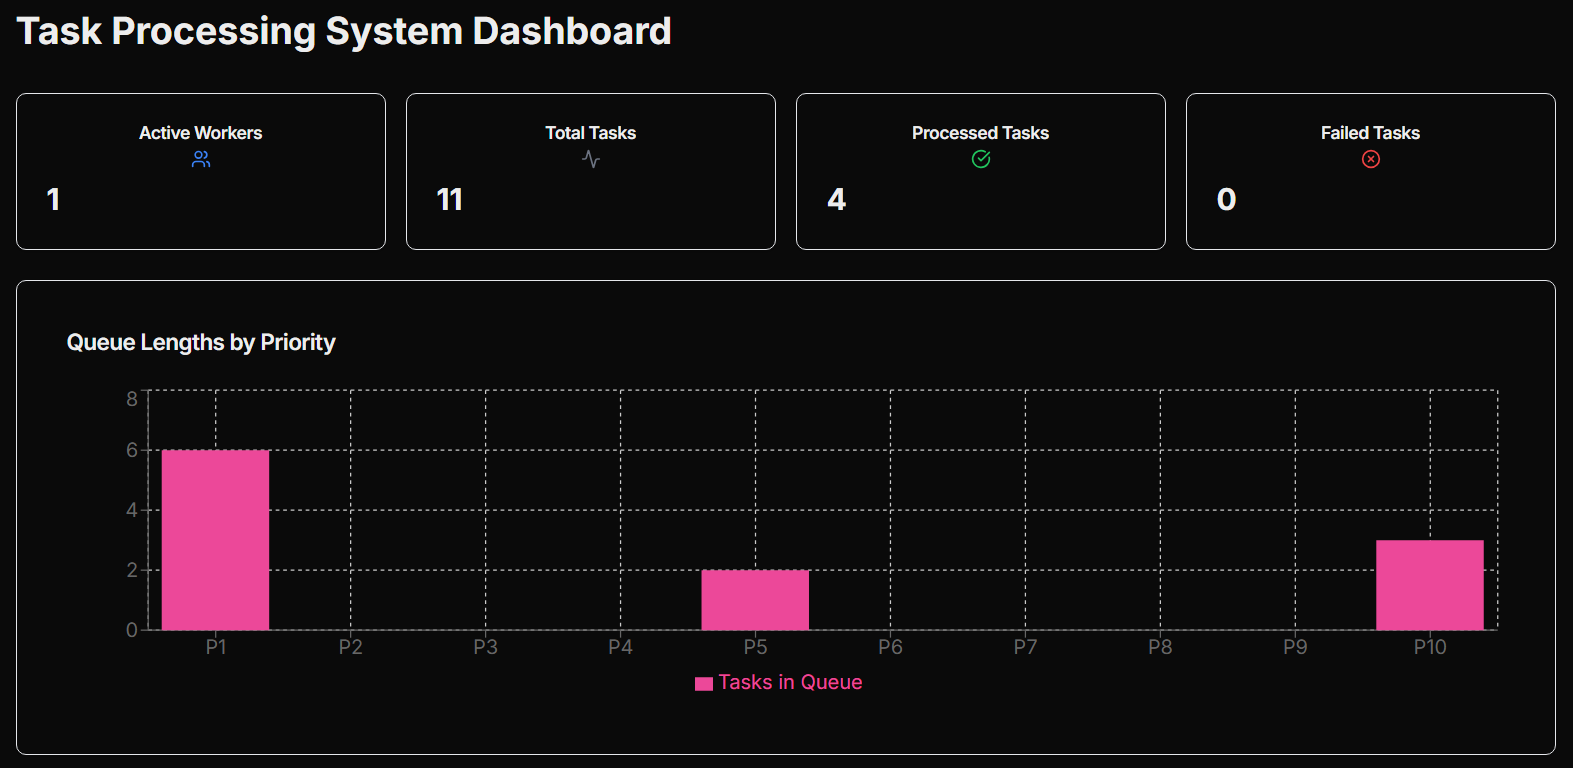 Task Processing System Dashboard
Active Workers
1
Total Tasks
11
Processed Tasks
4
Failed Tasks
0
Queue Lengths by Priority
8
6
4
2
0
P1 P2 P3 P4 P5 P6 P7 P8 P9 P10
Tasks in Queue